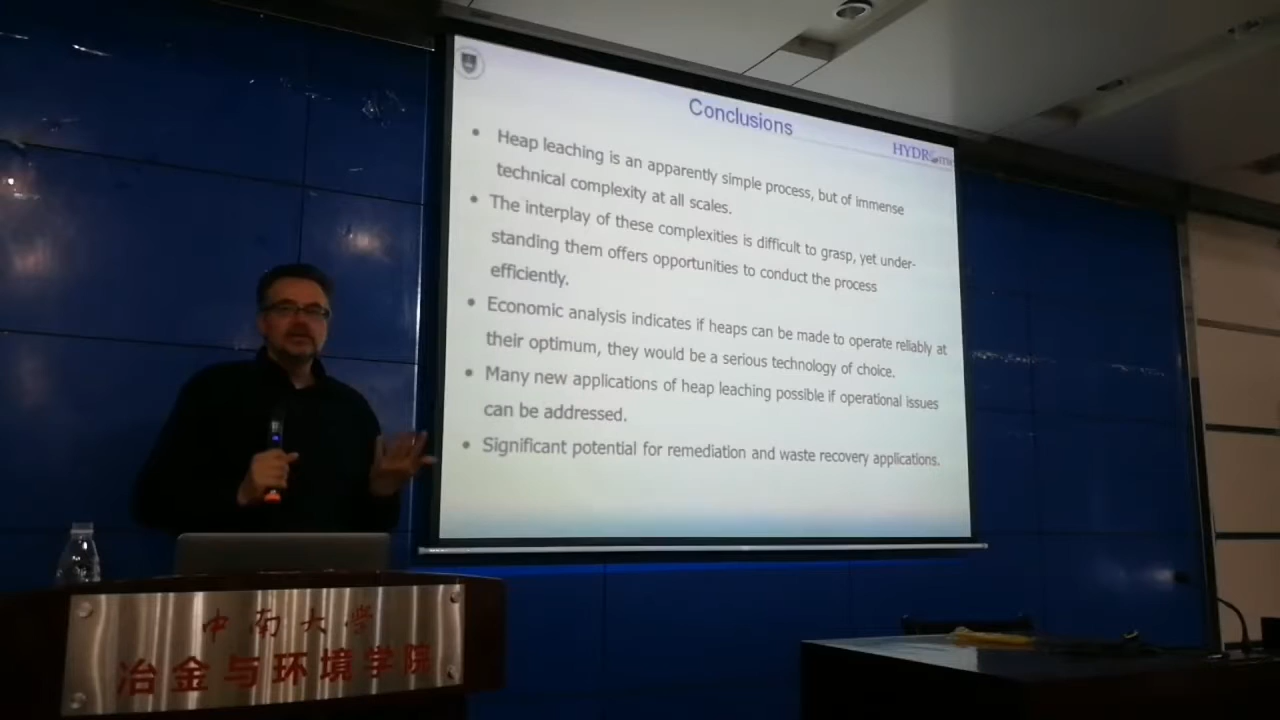 Conclusions
HYDROme
• Heap leaching is an apparently simple process, but of immense
technical complexity at all scales.
• The interplay of these complexities is difficult to grasp, yet under-
standing them offers opportunities to conduct the process
efficiently.
• Economic analysis indicates if heaps can be made to operate reliably at
their optimum, they would be a serious technology of choice.
• Many new applications of heap leaching possible if operational issues
can be addressed.
• Significant potential for remediation and waste recovery applications.
中南大学
冶金与环境学院